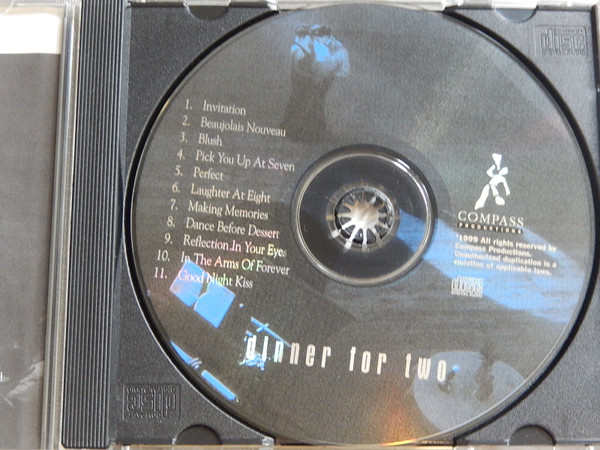 1. Invitation
2. Beaujolais Nouveau
3. Blush
4. Pick You Up At Seven
5. Perfect
6. Laughter At Eight
7. Making Memories
8. Dance Before Dessert
9. Reflection In Your Eyes
10. In The Arms Of Forever
11. Good Night Kiss
COMPASS
PRODUCTIONS
1999 All rights reserved by
Compass Productions.
Unauthorized duplication is a
violation of applicable laws.
dinner for two